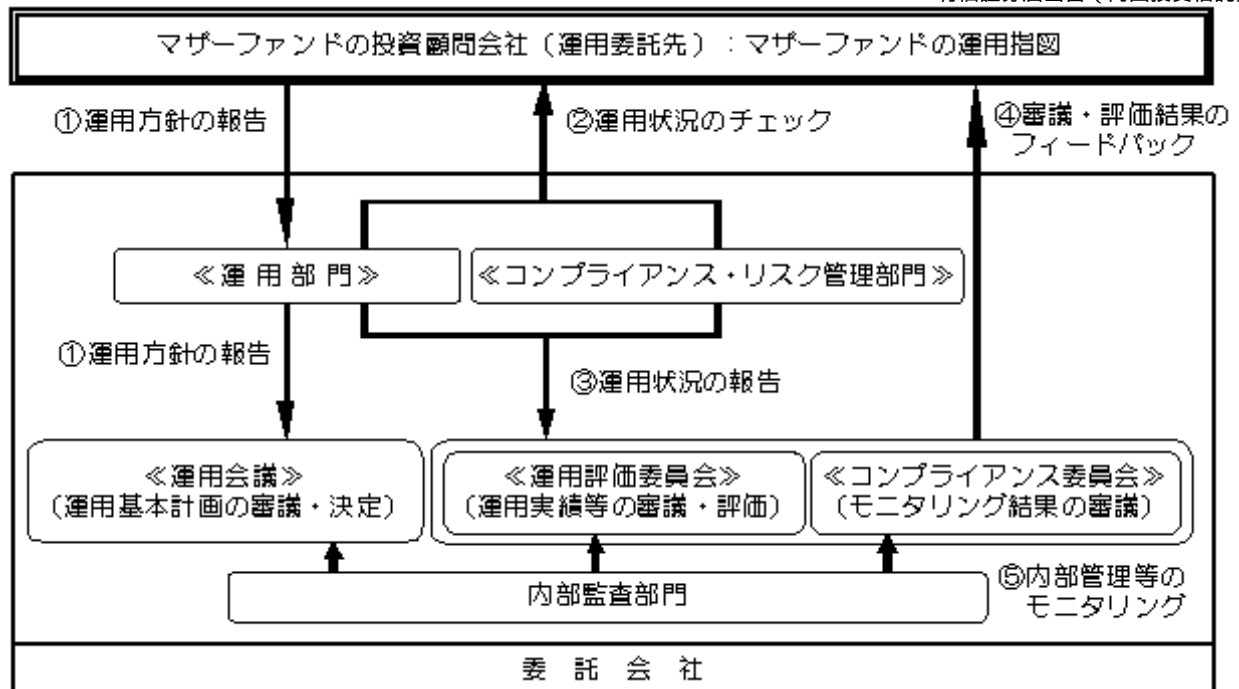 マザーファンドの投資顧問会社（運用委託先）：マザーファンドの運用指図
①運用方針の報告
②運用状況のチェック
④審議・評価結果の
フィードバック
≪運 用 部 門≫
≪コンプライアンス・リスク管理部門≫
①運用方針の報告
③運用状況の報告
≪運用会議≫
（運用基本計画の審議・決定）
≪運用評価委員会≫
（運用実績等の審議・評価）
≪コンプライアンス委員会≫
（モニタリング結果の審議）
内部監査部門
⑤内部管理等の
モニタリング
委 託 会 社